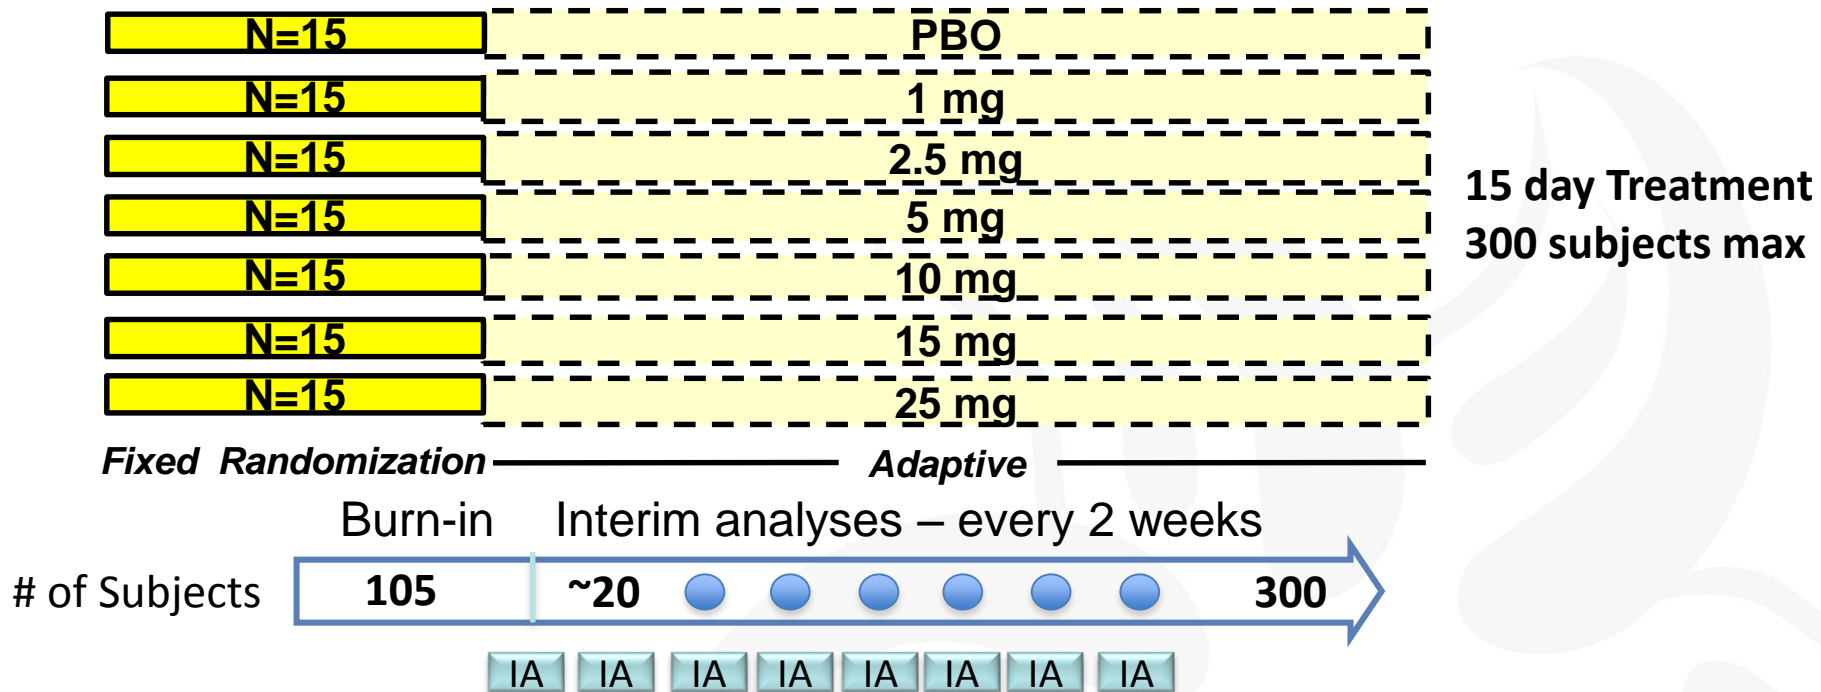 N=15 PBO
N=15 1 mg
N=15 2.5 mg
N=15 5 mg
N=15 10 mg
N=15 15 mg
N=15 25 mg
15 day Treatment
300 subjects max
Fixed Randomization Adaptive
Burn-in Interim analyses – every 2 weeks
# of Subjects 105 ~20 300
IA IA IA IA IA IA IA IA